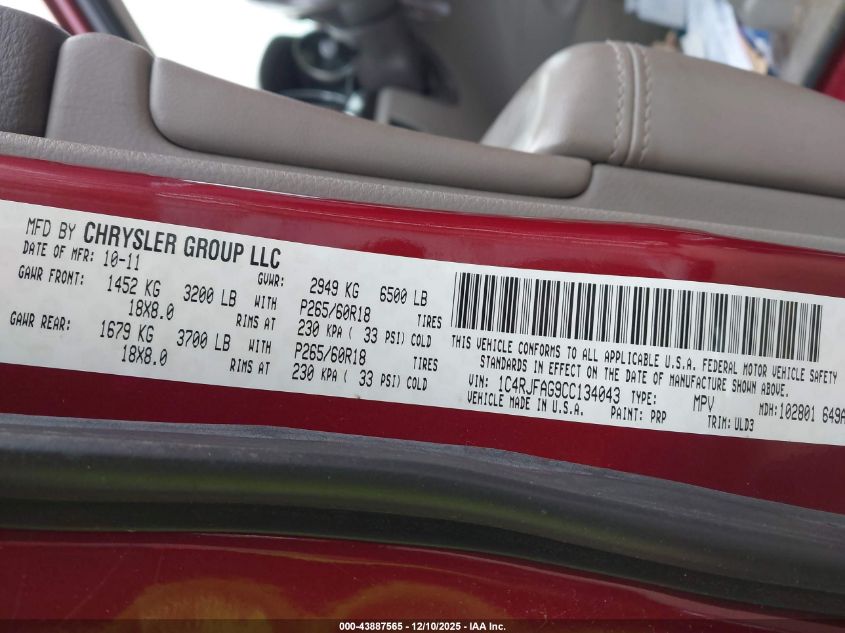 MFD BY CHRYSLER GROUP LLC
DATE OF MFR: 10-11 GVWR: 2949 KG 6500 LB
GAWR FRONT: 1452 KG 3200 LB WITH P265/60R18 TIRES
18X8.0 RIMS AT 230 KPA ( 33 PSI) COLD
GAWR REAR: 1679 KG 3700 LB WITH P265/60R18 TIRES
18X8.0 RIMS AT 230 KPA ( 33 PSI) COLD
THIS VEHICLE CONFORMS TO ALL APPLICABLE U.S.A. FEDERAL MOTOR VEHICLE SAFETY
STANDARDS IN EFFECT ON THE DATE OF MANUFACTURE SHOWN ABOVE.
VIN: 1C4RJFAG9CC134043 TYPE: MPV MDH:102801 649A
VEHICLE MADE IN U.S.A. PAINT: PRP TRIM: ULD3
000-43887565 - 12/10/2025 - IAA Inc.